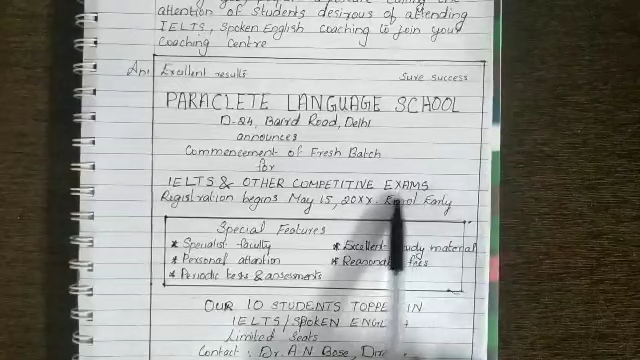 attention of students desirous of attending
IELTS, Spoken English coaching to join your
Coaching Centre
Ans. Excellent results Sure success
PARACLETE LANGUAGE SCHOOL
D-24, Baird Road, Delhi
announces
Commencement of Fresh Batch
for
IELTS & OTHER COMPETITIVE EXAMS
Registration begins May 15, 20XX. Enrol Early
Special Features
* Specialist faculty * Excellent study material
* Personal attention * Reasonable fees
* Periodic tests & assesments
OUR 10 STUDENTS TOPPED IN
IELTS/SPOKEN
Limited Seats
Contact: Dr. A.N Bose,